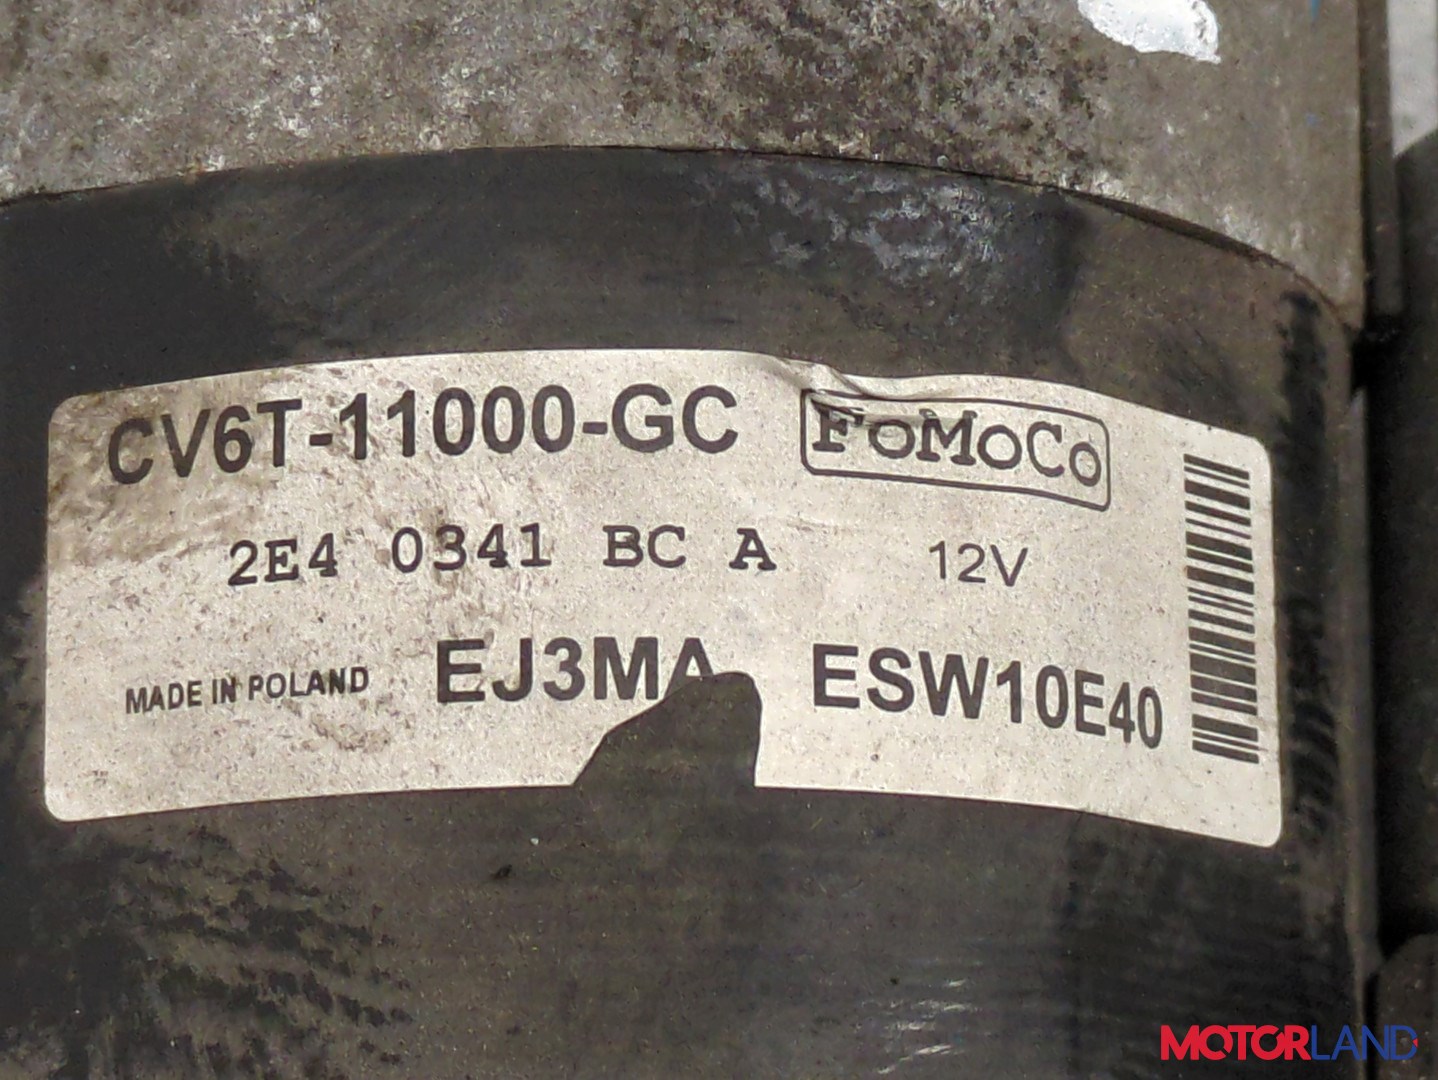 CV6T-11000-GC FoMoCo
2E4 0341 BC A 12V
MADE IN POLAND EJ3MA ESW10E40
MOTORLAND